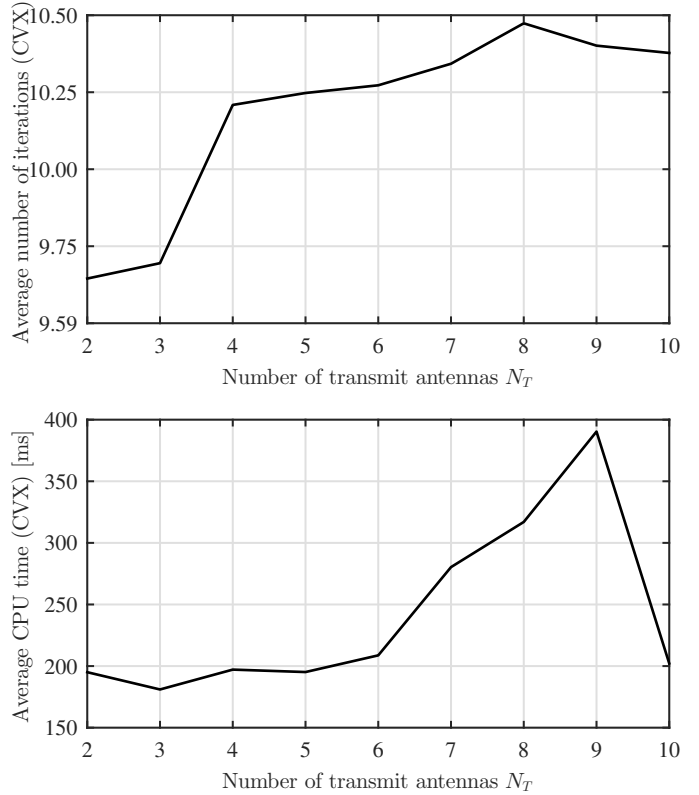 Average number of iterations (CVX)
10.50
10.25
10.00
9.75
9.59
2 3 4 5 6 7 8 9 10
Number of transmit antennas N_T
Average CPU time (CVX) [ms]
400
350
300
250
200
150
2 3 4 5 6 7 8 9 10
Number of transmit antennas N_T